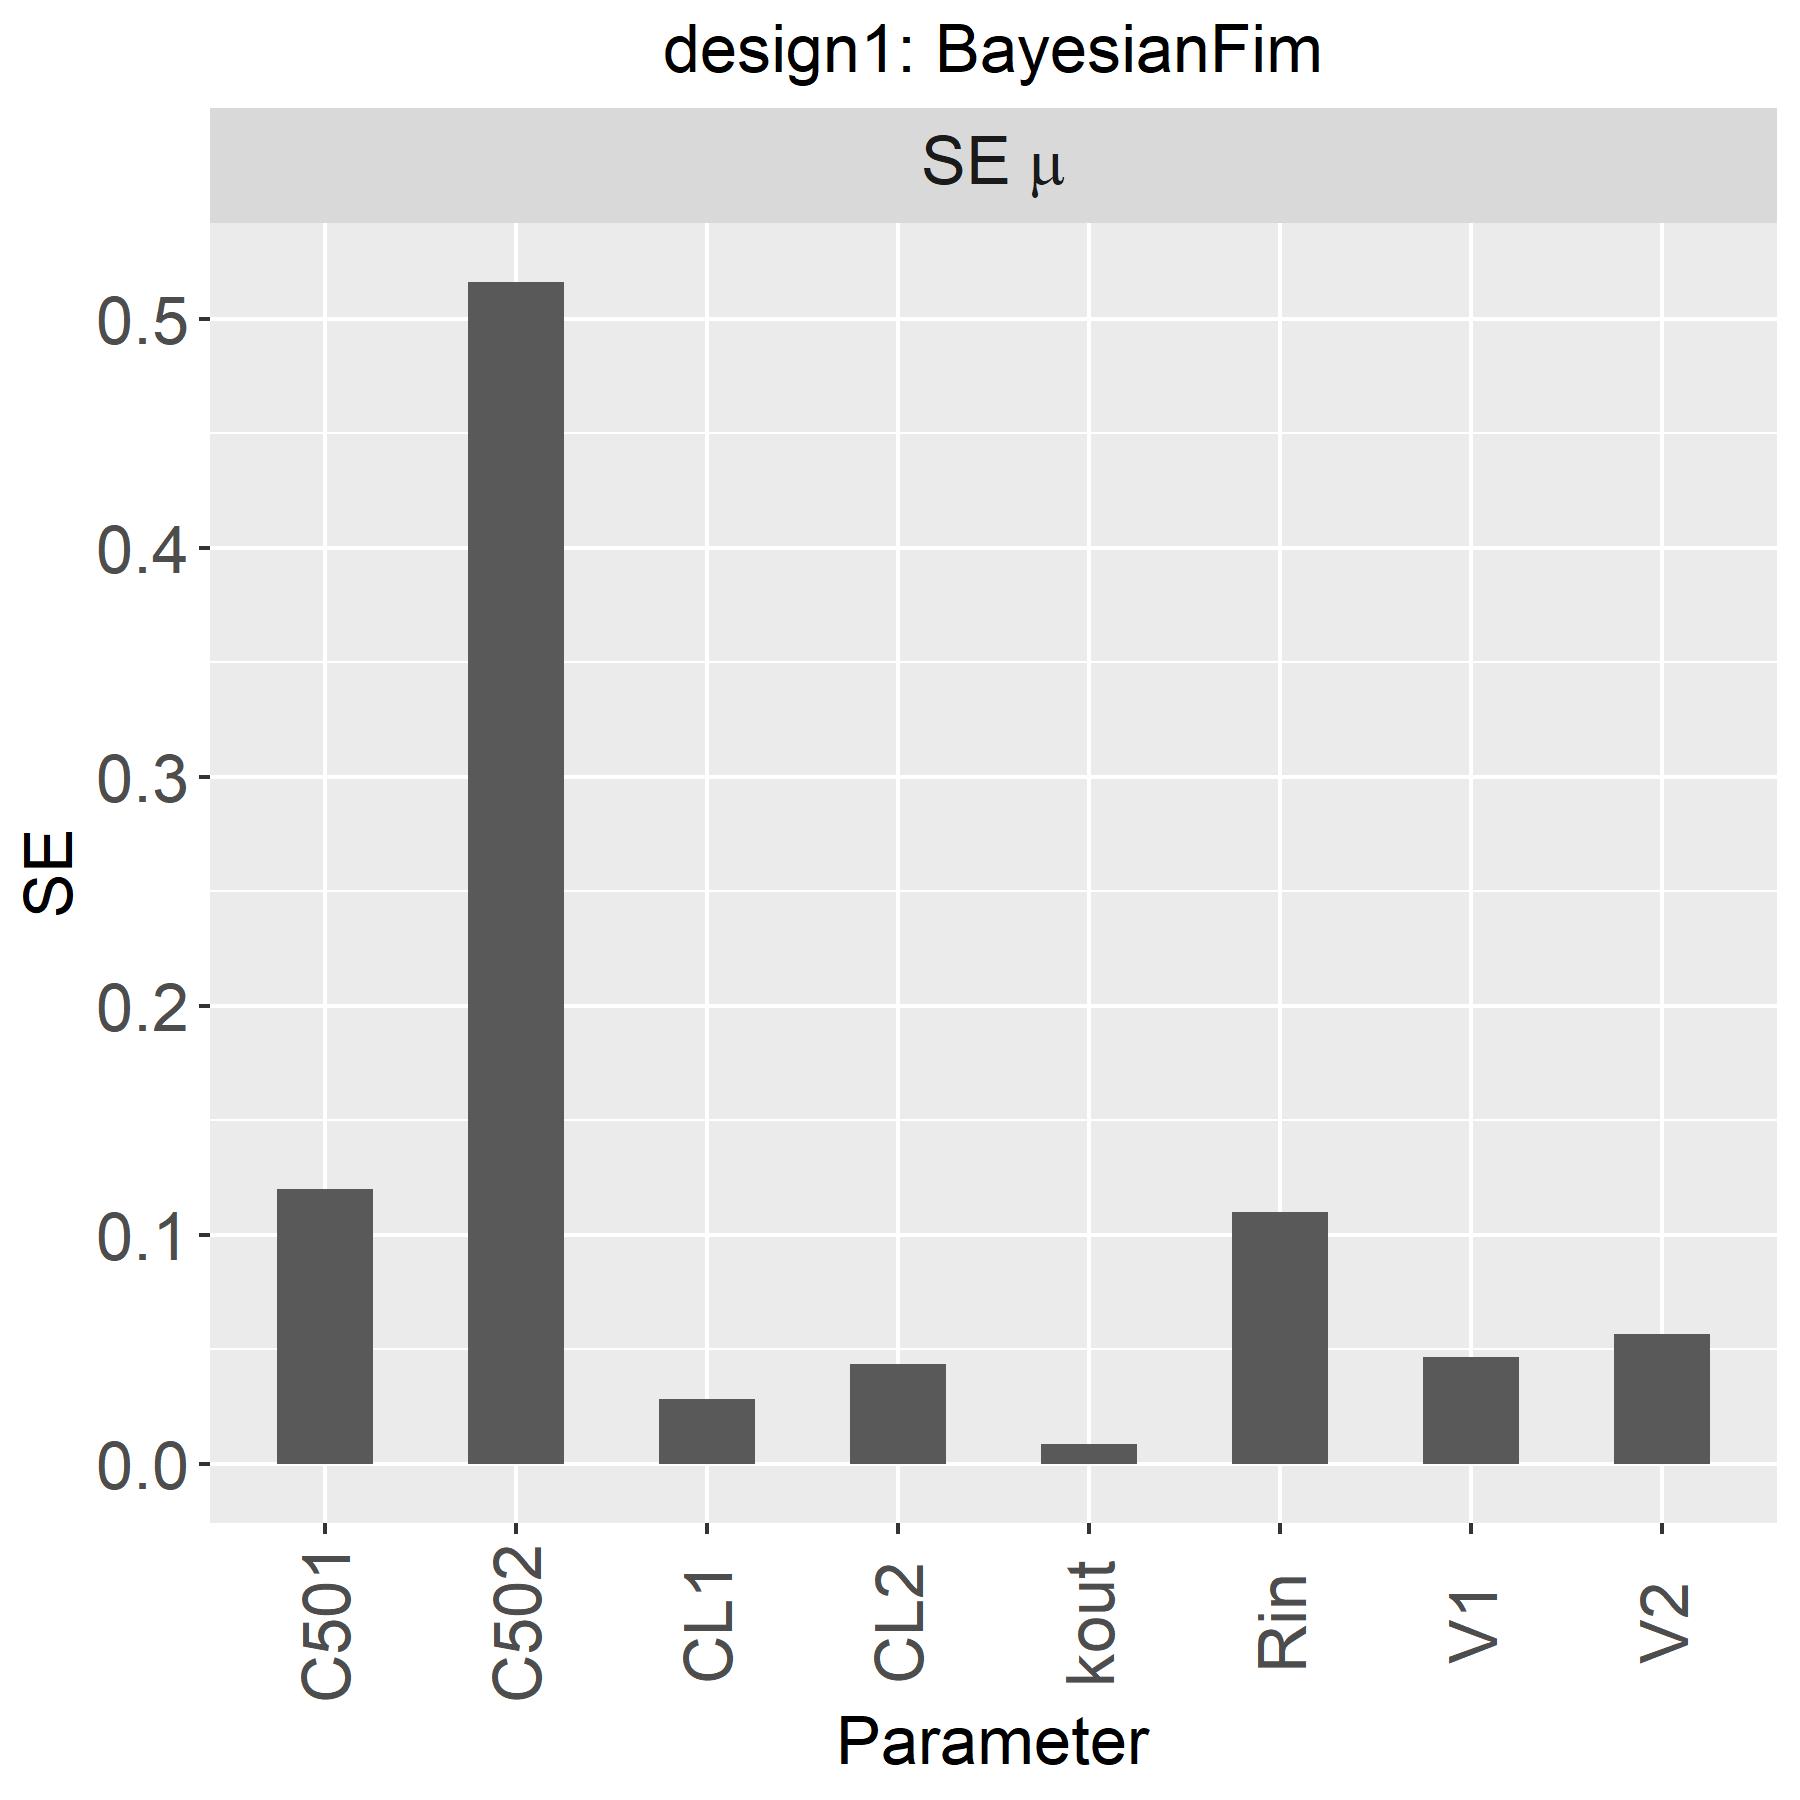 design1: BayesianFim
SE μ
SE
0.5
0.4
0.3
0.2
0.1
0.0
C501
C502
CL1
CL2
kout
Rin
V1
V2
Parameter